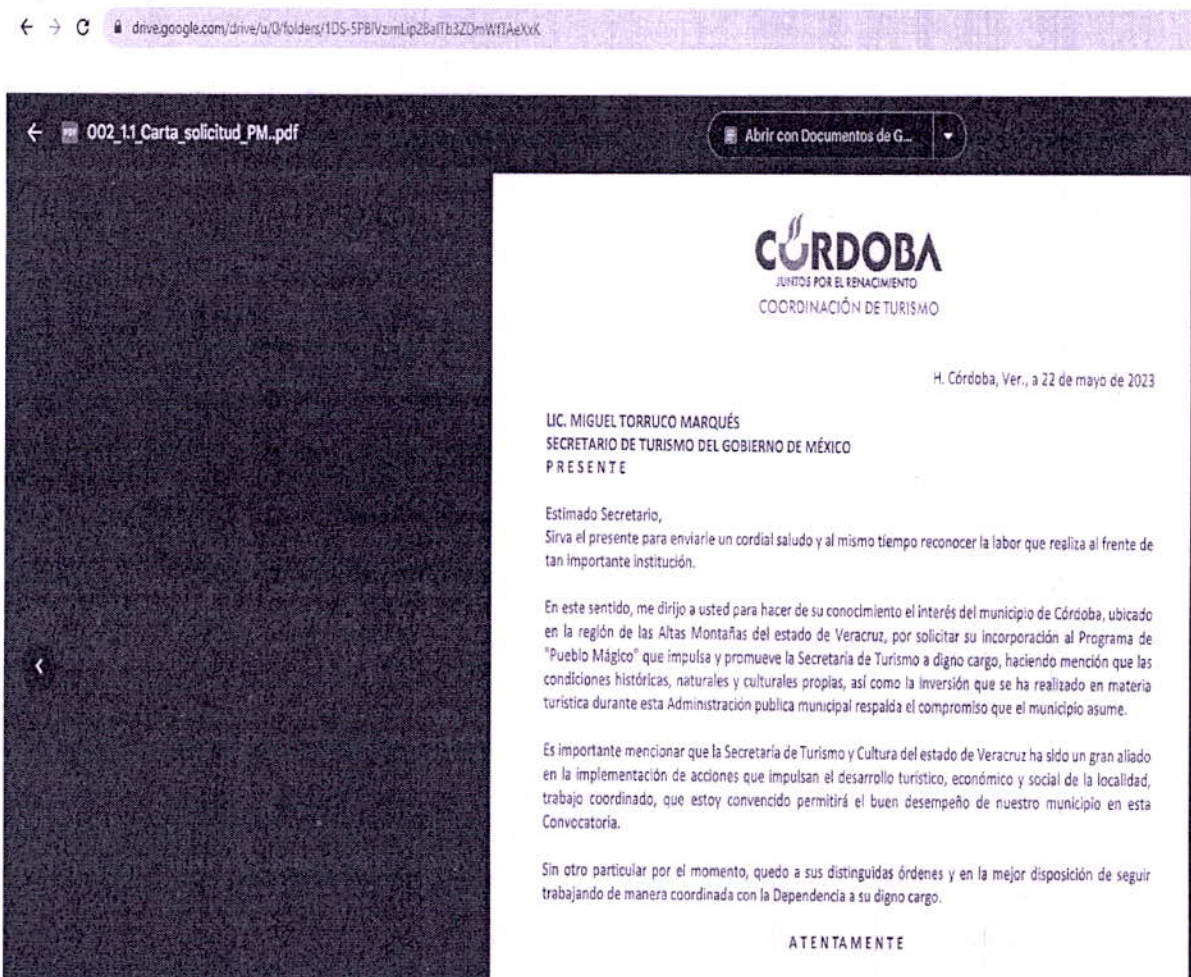 002_1.1 Carta_solicitud_PM..pdf
Abrir con Documentos de G...
CÓRDOBA
JUNTOS POR EL RENACIMIENTO
COORDINACIÓN DE TURISMO
H. Córdoba, Ver., a 22 de mayo de 2023
LIC. MIGUEL TORRUCO MARQUÉS
SECRETARIO DE TURISMO DEL GOBIERNO DE MÉXICO
P R E S E N T E
Estimado Secretario,
Sirva el presente para enviarle un cordial saludo y al mismo tiempo reconocer la labor que realiza al frente de
tan importante institución.
En este sentido, me dirijo a usted para hacer de su conocimiento el interés del municipio de Córdoba, ubicado
en la región de las Altas Montañas del estado de Veracruz, por solicitar su incorporación al Programa de
"Pueblo Mágico" que impulsa y promueve la Secretaría de Turismo a digno cargo, haciendo mención que las
condiciones históricas, naturales y culturales propias, así como la inversión que se ha realizado en materia
turística durante esta Administración publica municipal respalda el compromiso que el municipio asume.
Es importante mencionar que la Secretaría de Turismo y Cultura del estado de Veracruz ha sido un gran aliado
en la implementación de acciones que impulsan el desarrollo turístico, económico y social de la localidad,
trabajo coordinado, que estoy convencido permitirá el buen desempeño de nuestro municipio en esta
Convocatoria.
Sin otro particular por el momento, quedo a sus distinguidas órdenes y en la mejor disposición de seguir
trabajando de manera coordinada con la Dependencia a su digno cargo.
A T E N T A M E N T E